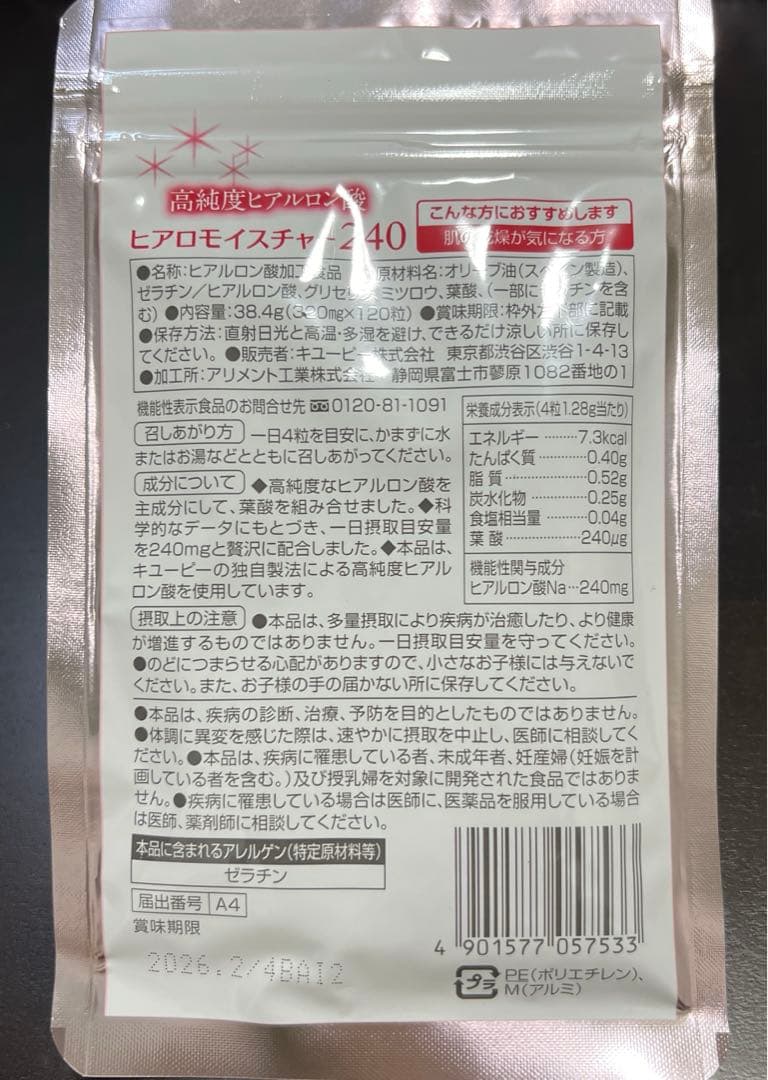 高純度ヒアルロン酸
ヒアロモイスチャー240
こんな方におすすめします
肌の乾燥が気になる方
●名称:ヒアルロン酸加工食品 ●原材料名:オリーブ油(スペイン製造)、
ゼラチン/ヒアルロン酸、グリセリン、ミツロウ、葉酸、(一部にゼラチンを含
む) ●内容量:38.4g(320mg×120粒) ●賞味期限:枠外下部に記載
●保存方法:直射日光と高温・多湿を避け、できるだけ涼しい所に保存し
てください。 ●販売者:キユーピー株式会社 東京都渋谷区渋谷1-4-13
●加工所:アリメント工業株式会社 静岡県富士市蓼原1082番地の1
機能性表示食品のお問合せ先 0120-81-1091
召しあがり方 一日4粒を目安に、かまずに水
またはお湯などとともに召しあがってください。
成分について ◆高純度なヒアルロン酸を
主成分にして、葉酸を組み合せました。◆科
学的なデータにもとづき、一日摂取目安量
を240mgと贅沢に配合しました。◆本品は、
キユーピーの独自製法による高純度ヒアル
ロン酸を使用しています。
栄養成分表示(4粒1.28g当たり)
エネルギー………7.3kcal
たんぱく質………0.40g
脂 質………0.52g
炭水化物………0.25g
食塩相当量………0.04g
葉 酸………240μg
機能性関与成分
ヒアルロン酸Na…240mg
摂取上の注意 ●本品は、多量摂取により疾病が治癒したり、より健康
が増進するものではありません。一日摂取目安量を守ってください。
●のどにつまらせる心配がありますので、小さなお子様には与えないで
ください。また、お子様の手の届かない所に保存してください。
●本品は、疾病の診断、治療、予防を目的としたものではありません。
●体調に異変を感じた際は、速やかに摂取を中止し、医師に相談してく
ださい。●本品は、疾病に罹患している者、未成年者、妊産婦(妊娠を計
画している者を含む。)及び授乳婦を対象に開発された食品ではありま
せん。●疾病に罹患している場合は医師に、医薬品を服用している場合
は医師、薬剤師に相談してください。
本品に含まれるアレルゲン(特定原材料等)
ゼラチン
届出番号 A4
賞味期限
2026.2/4BAI2
4 901577 057533
プラ
PE(ポリエチレン)、
M(アルミ)